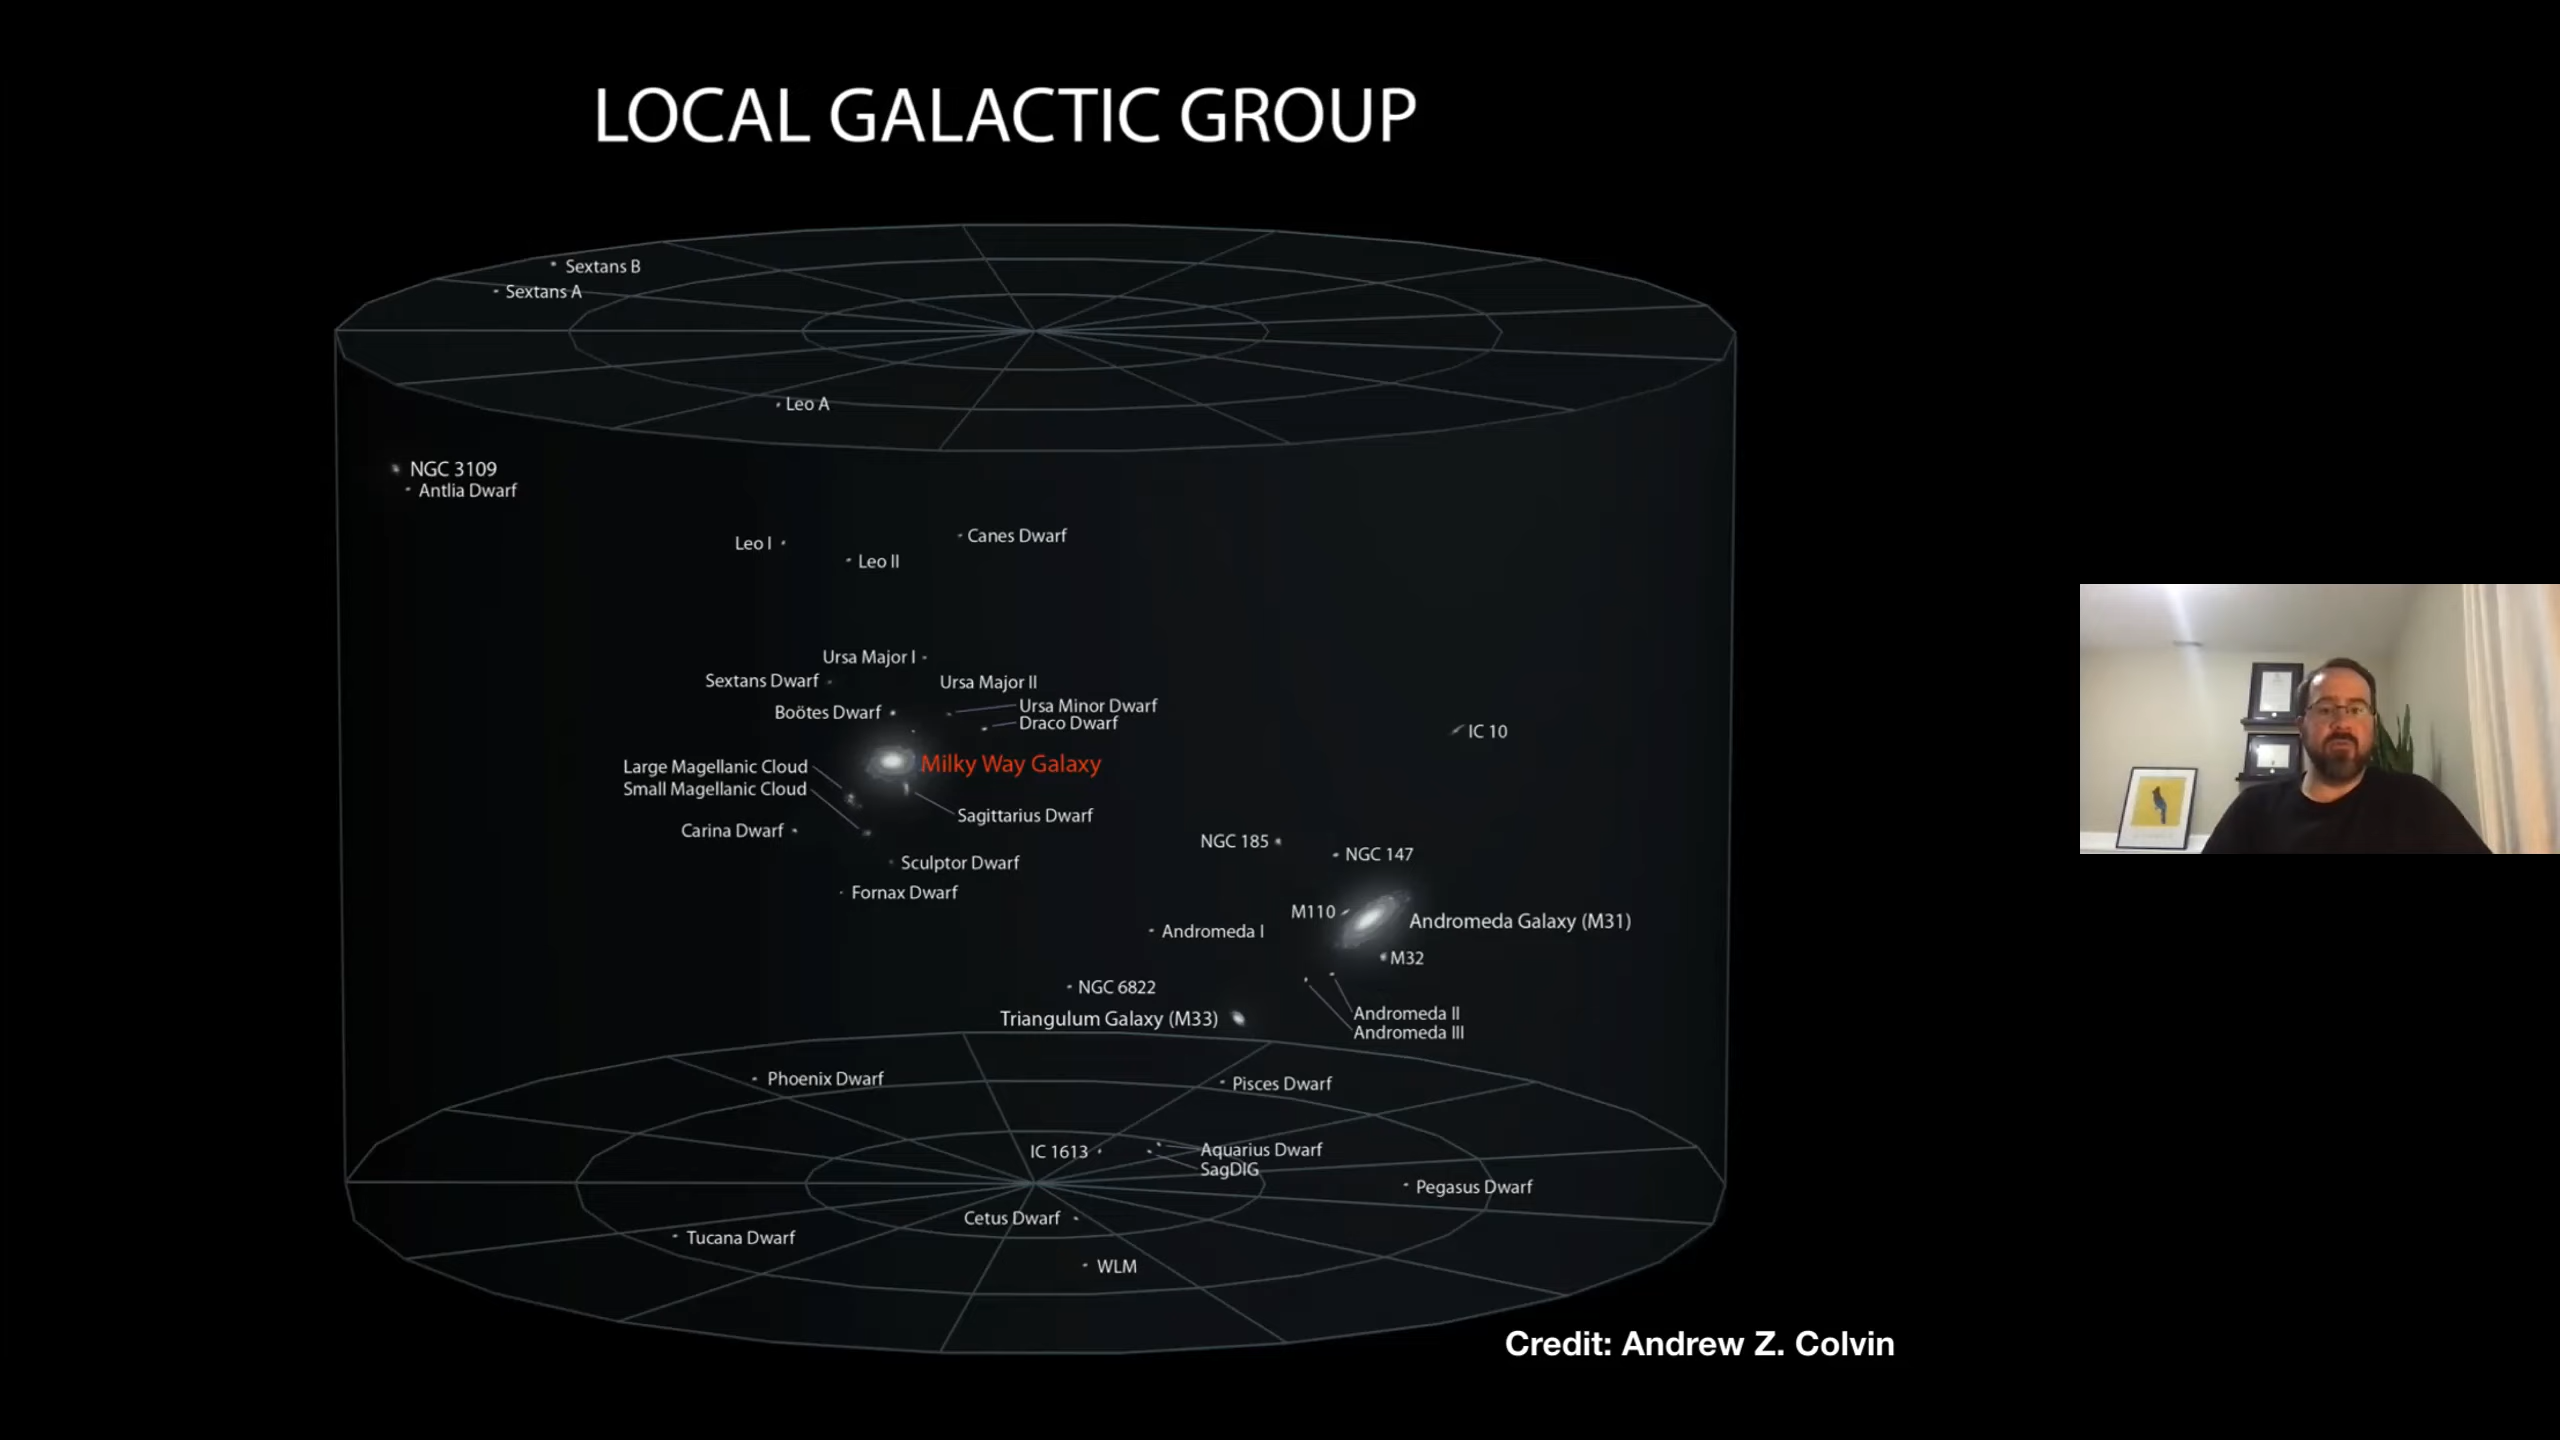 LOCAL GALACTIC GROUP
Sextans B
Sextans A
Leo A
NGC 3109
Antlia Dwarf
Leo I
Canes Dwarf
Leo II
Ursa Major I
Sextans Dwarf
Ursa Major II
Ursa Minor Dwarf
Boötes Dwarf
Draco Dwarf
IC 10
Milky Way Galaxy
Large Magellanic Cloud
Small Magellanic Cloud
Sagittarius Dwarf
Carina Dwarf
NGC 185
NGC 147
Sculptor Dwarf
Fornax Dwarf
M110
Andromeda Galaxy (M31)
Andromeda I
M32
NGC 6822
Andromeda II
Triangulum Galaxy (M33)
Andromeda III
Phoenix Dwarf
Pisces Dwarf
IC 1613
Aquarius Dwarf
SagDIG
Pegasus Dwarf
Cetus Dwarf
Tucana Dwarf
WLM
Credit: Andrew Z. Colvin